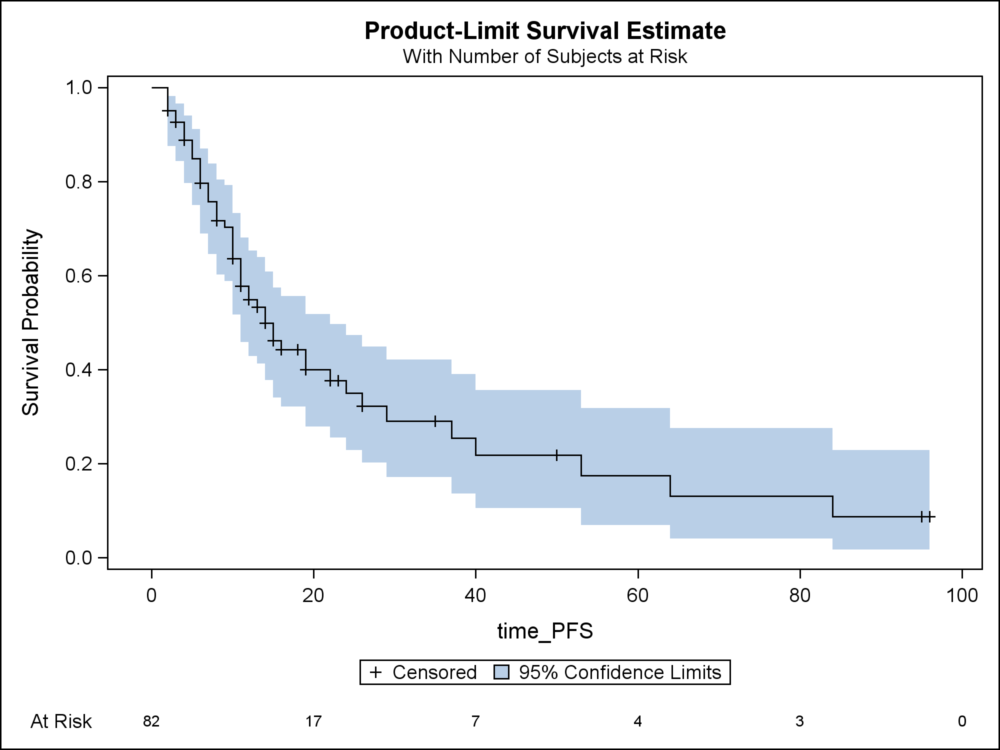 Product-Limit Survival Estimate
With Number of Subjects at Risk
1.0
0.8
0.6
0.4
0.2
0.0
Survival Probability
0 20 40 60 80 100
time_PFS
Censored 95% Confidence Limits
At Risk 82 17 7 4 3 0